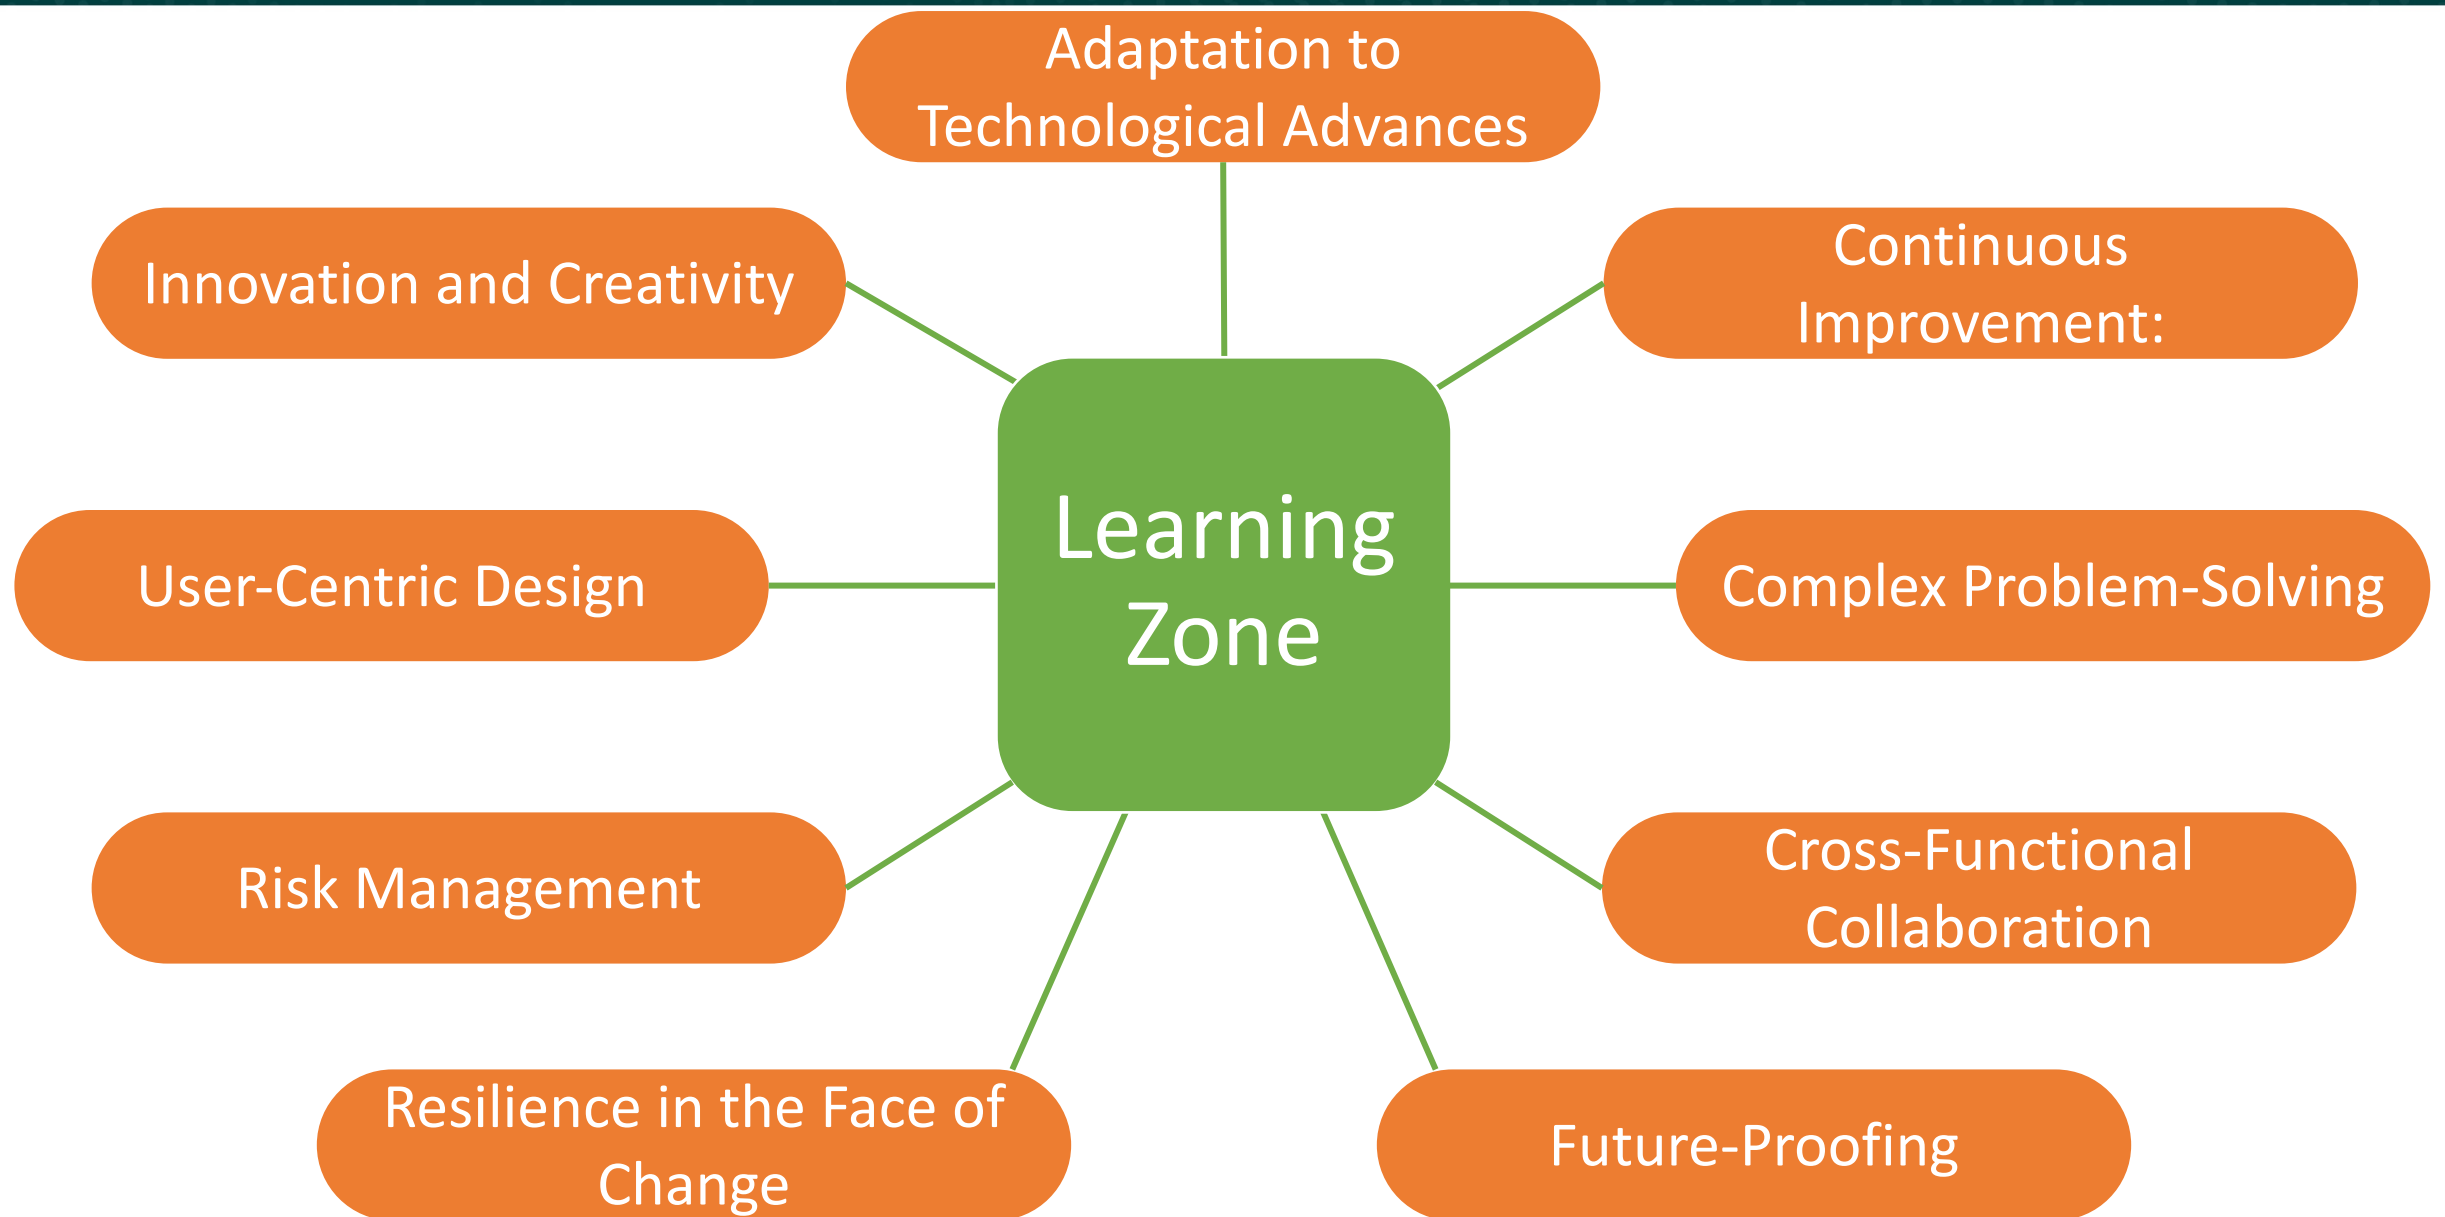 Adaptation to
Technological Advances
Innovation and Creativity
Continuous
Improvement:
Learning
Zone
User-Centric Design
Complex Problem-Solving
Risk Management
Cross-Functional
Collaboration
Resilience in the Face of
Change
Future-Proofing